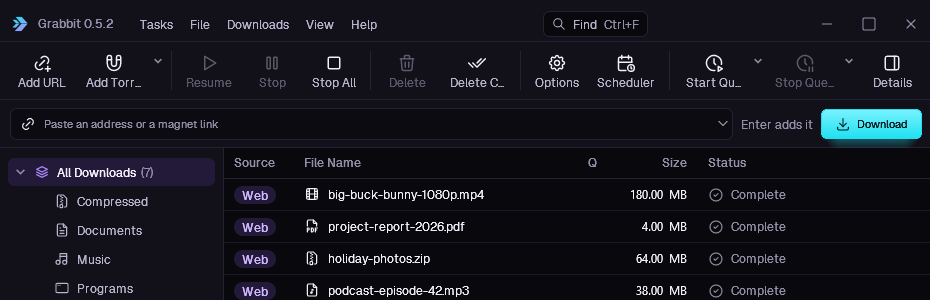 Grabbit 0.5.2 Tasks File Downloads View Help Find Ctrl+F
Add URL Add Torr... Resume Stop Stop All Delete Delete C... Options Scheduler Start Qu... Stop Que... Details
Paste an address or a magnet link Enter adds it Download
All Downloads (7)
Compressed
Documents
Music
Programs
Source File Name Q Size Status
Web big-buck-bunny-1080p.mp4 180.00 MB Complete
Web project-report-2026.pdf 4.00 MB Complete
Web holiday-photos.zip 64.00 MB Complete
Web podcast-episode-42.mp3 38.00 MB Complete